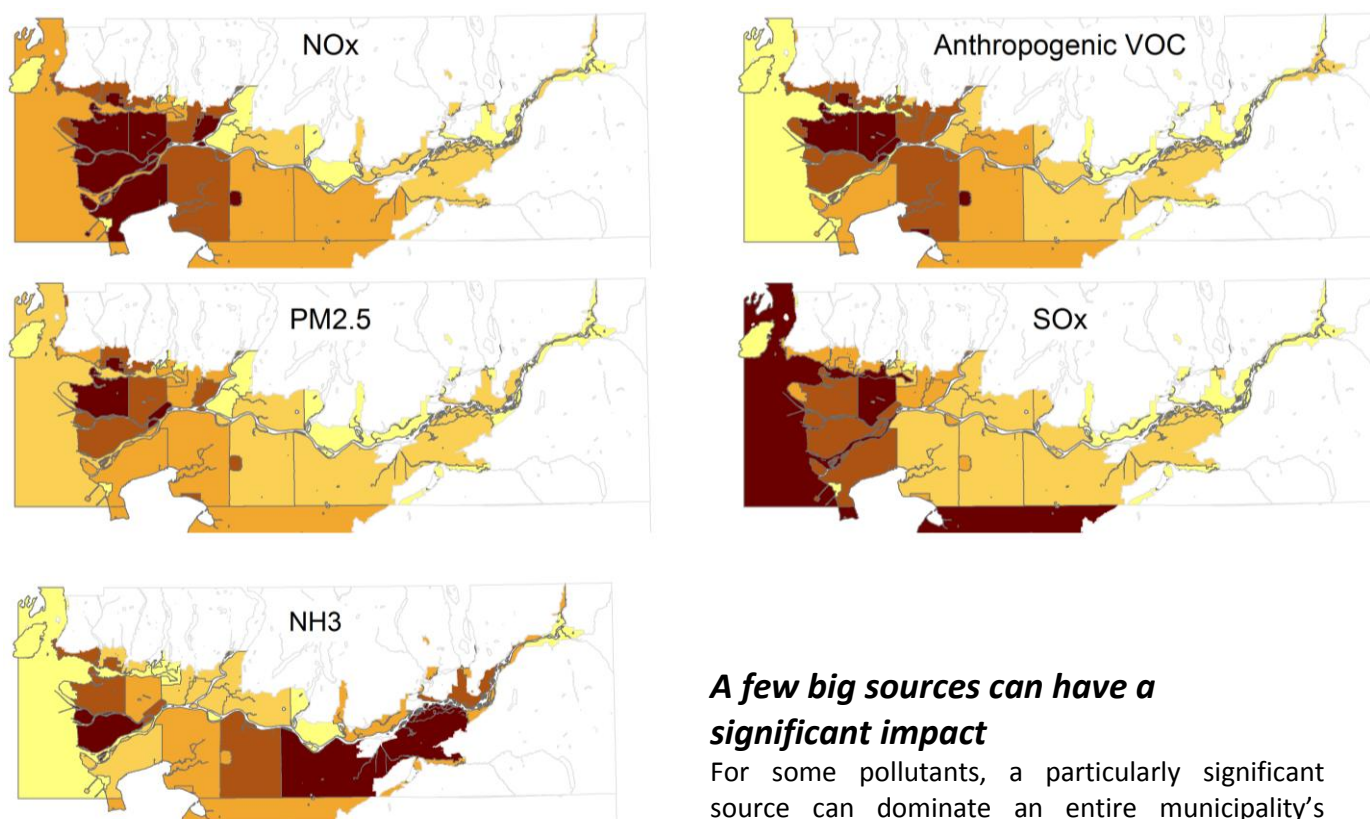 NOx
Anthropogenic VOC
PM2.5
SOx
NH3
A few big sources can have a
significant impact
For some pollutants, a particularly significant
source can dominate an entire municipality's